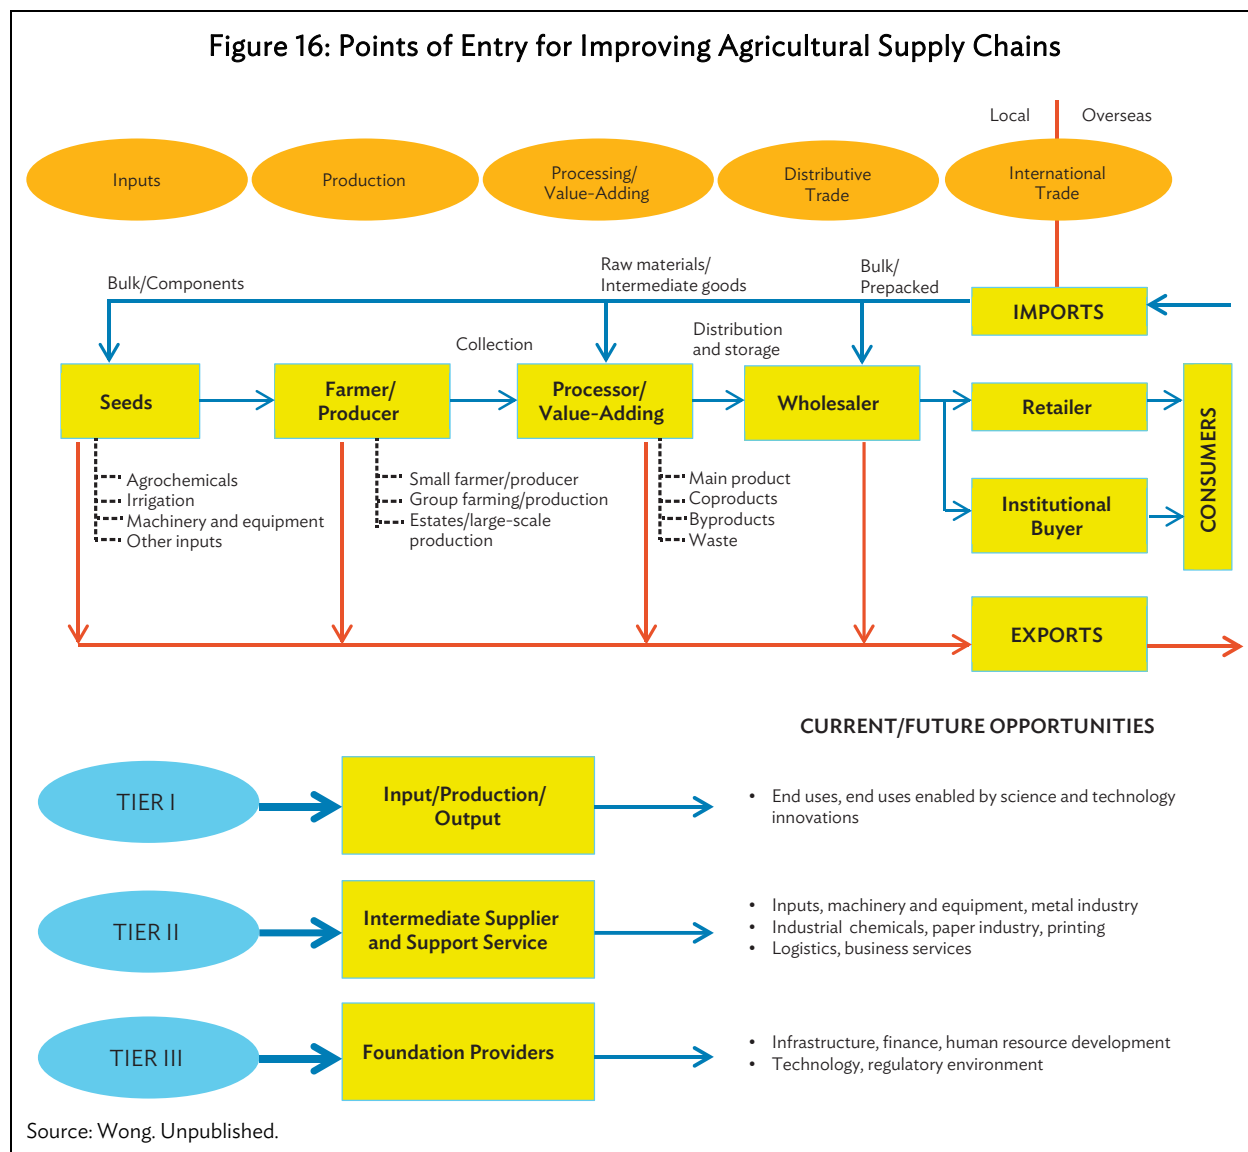 Figure 16: Points of Entry for Improving Agricultural Supply Chains
Local
Overseas
Inputs
Production
Processing/
Value-Adding
Distributive
Trade
International
Trade
Bulk/Components
Raw materials/
Intermediate goods
Bulk/
Prepacked
IMPORTS
Collection
Distribution
and storage
Seeds
Farmer/
Producer
Processor/
Value-Adding
Wholesaler
Retailer
Institutional
Buyer
CONSUMERS
Agrochemicals
Irrigation
Machinery and equipment
Other inputs
Small farmer/producer
Group farming/production
Estates/large-scale
production
Main product
Coproducts
Byproducts
Waste
EXPORTS
CURRENT/FUTURE OPPORTUNITIES
TIER I
Input/Production/
Output
• End uses, end uses enabled by science and technology
innovations
TIER II
Intermediate Supplier
and Support Service
• Inputs, machinery and equipment, metal industry
• Industrial chemicals, paper industry, printing
• Logistics, business services
TIER III
Foundation Providers
• Infrastructure, finance, human resource development
• Technology, regulatory environment
Source: Wong. Unpublished.